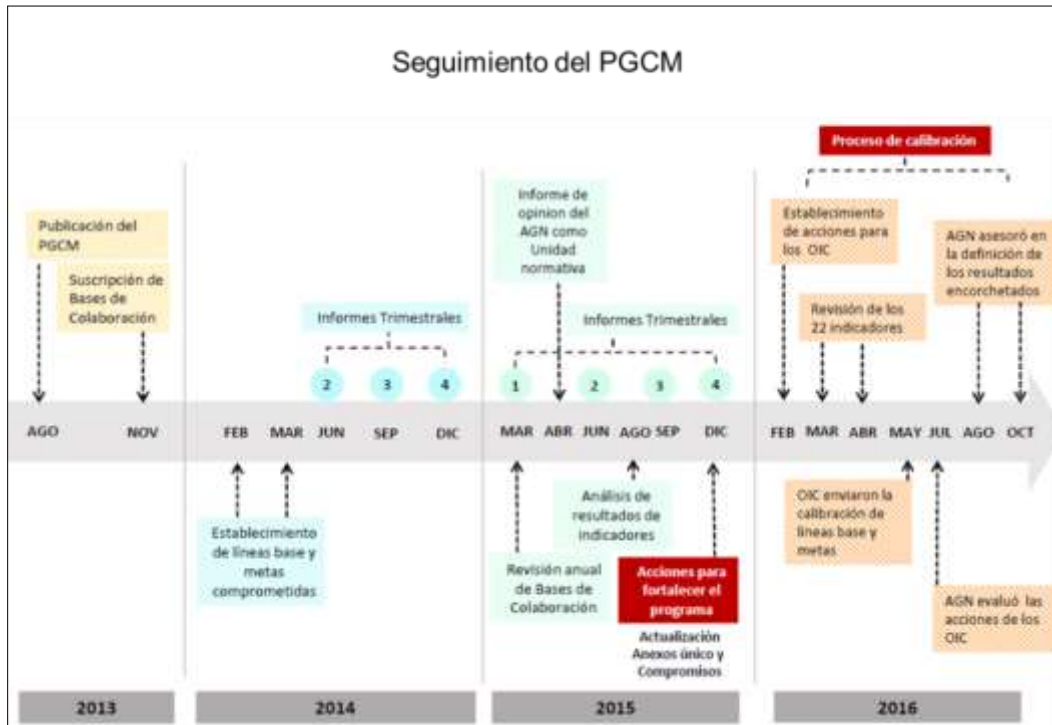 Seguimiento del PGCM
Proceso de calibración
Publicación del
PGCM
Suscripción de
Bases de
Colaboración
Informes Trimestrales
2
3
4
Informe de
opinion del
AGN como
Unidad
normativa
Informes Trimestrales
1
2
3
4
Establecimiento
de acciones para
los OIC
Revisión de los
22 indicadores
AGN asesoró en
la definición de
los resultados
encorchetados
AGO
NOV
FEB
MAR
JUN
SEP
DIC
MAR
ABR
JUN
AGO
SEP
DIC
FEB
MAR
ABR
MAY
JUL
AGO
OCT
Establecimiento
de líneas base y
metas
comprometidas
Revisión anual
de Bases de
Colaboración
Análisis de
resultados de
indicadores
Acciones para
fortalecer el
programa
Actualización
Anexos único y
Compromisos
OIC enviaron la
calibración de
líneas base y
metas
AGN evaluó las
acciones de los
OIC
2013
2014
2015
2016